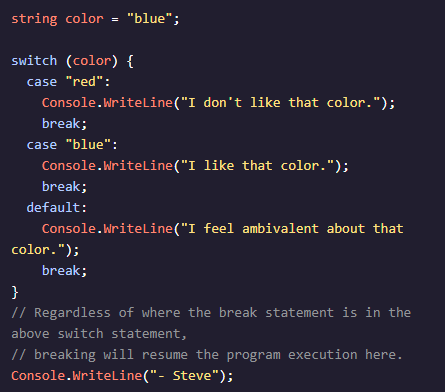 string color = "blue";

switch (color) {
  case "red":
    Console.WriteLine("I don't like that color.");
    break;
  case "blue":
    Console.WriteLine("I like that color.");
    break;
  default:
    Console.WriteLine("I feel ambivalent about that
color.");
    break;
}
// Regardless of where the break statement is in the
above switch statement,
// breaking will resume the program execution here.
Console.WriteLine("- Steve");